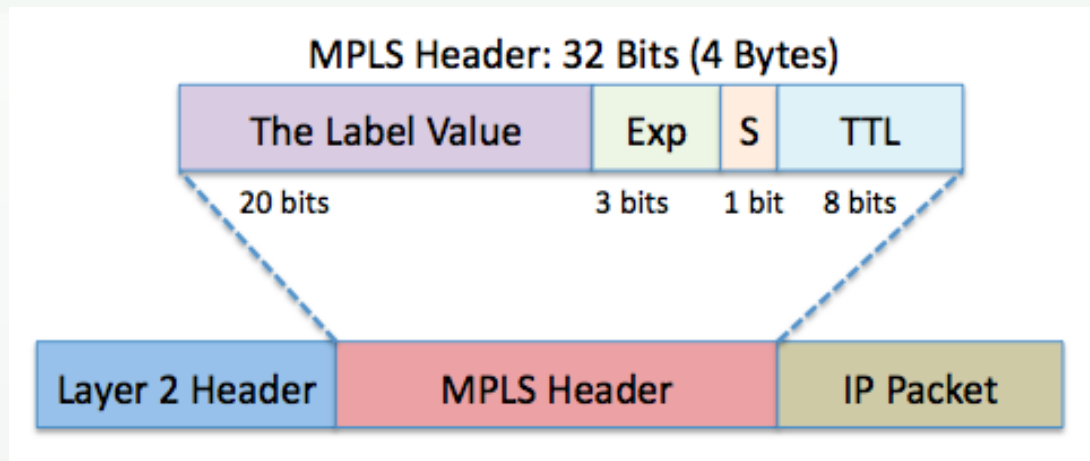 MPLS Header: 32 Bits (4 Bytes)
The Label Value Exp S TTL
20 bits 3 bits 1 bit 8 bits
Layer 2 Header MPLS Header IP Packet